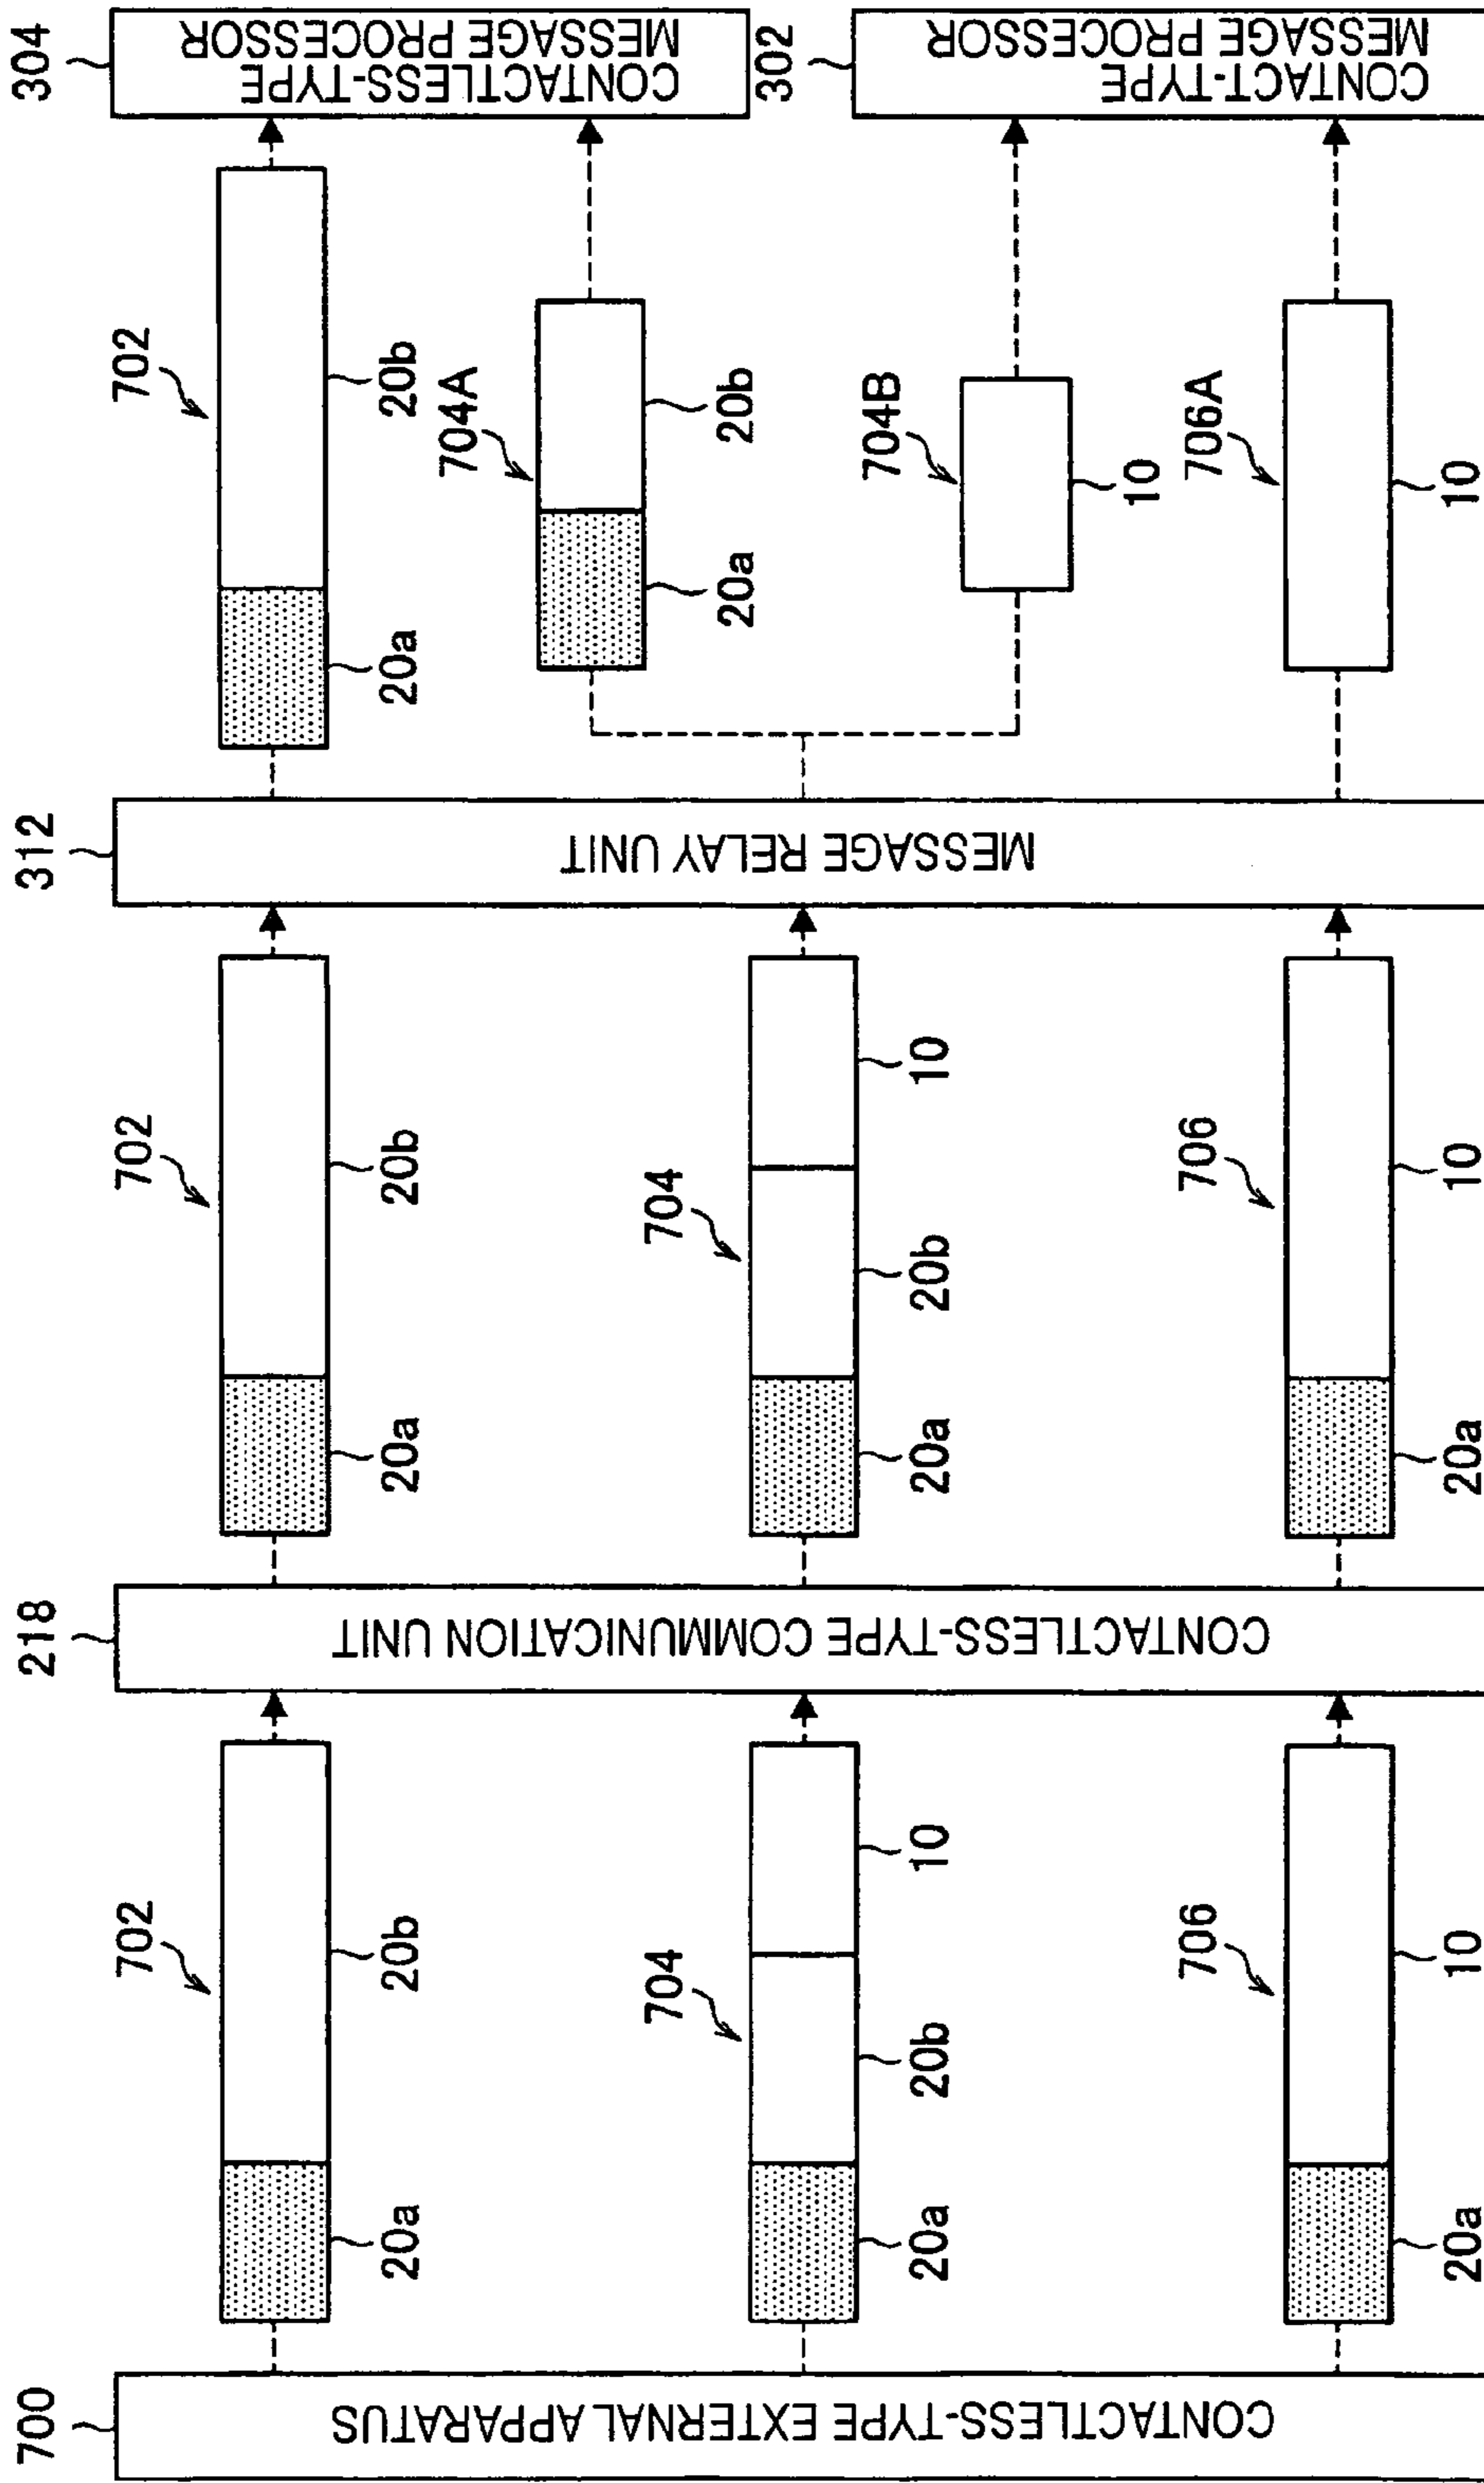 700
CONTACTLESS-TYPE EXTERNAL APPARATUS
702
20a
20b
704
20a
20b
10
706
20a
10
218
CONTACTLESS-TYPE COMMUNICATION UNIT
702
20a
20b
704
20a
20b
10
706
20a
10
312
MESSAGE RELAY UNIT
702
20a
20b
704A
20a
20b
704B
10
706A
10
304
CONTACTLESS-TYPE
MESSAGE PROCESSOR
302
CONTACT-TYPE
MESSAGE PROCESSOR